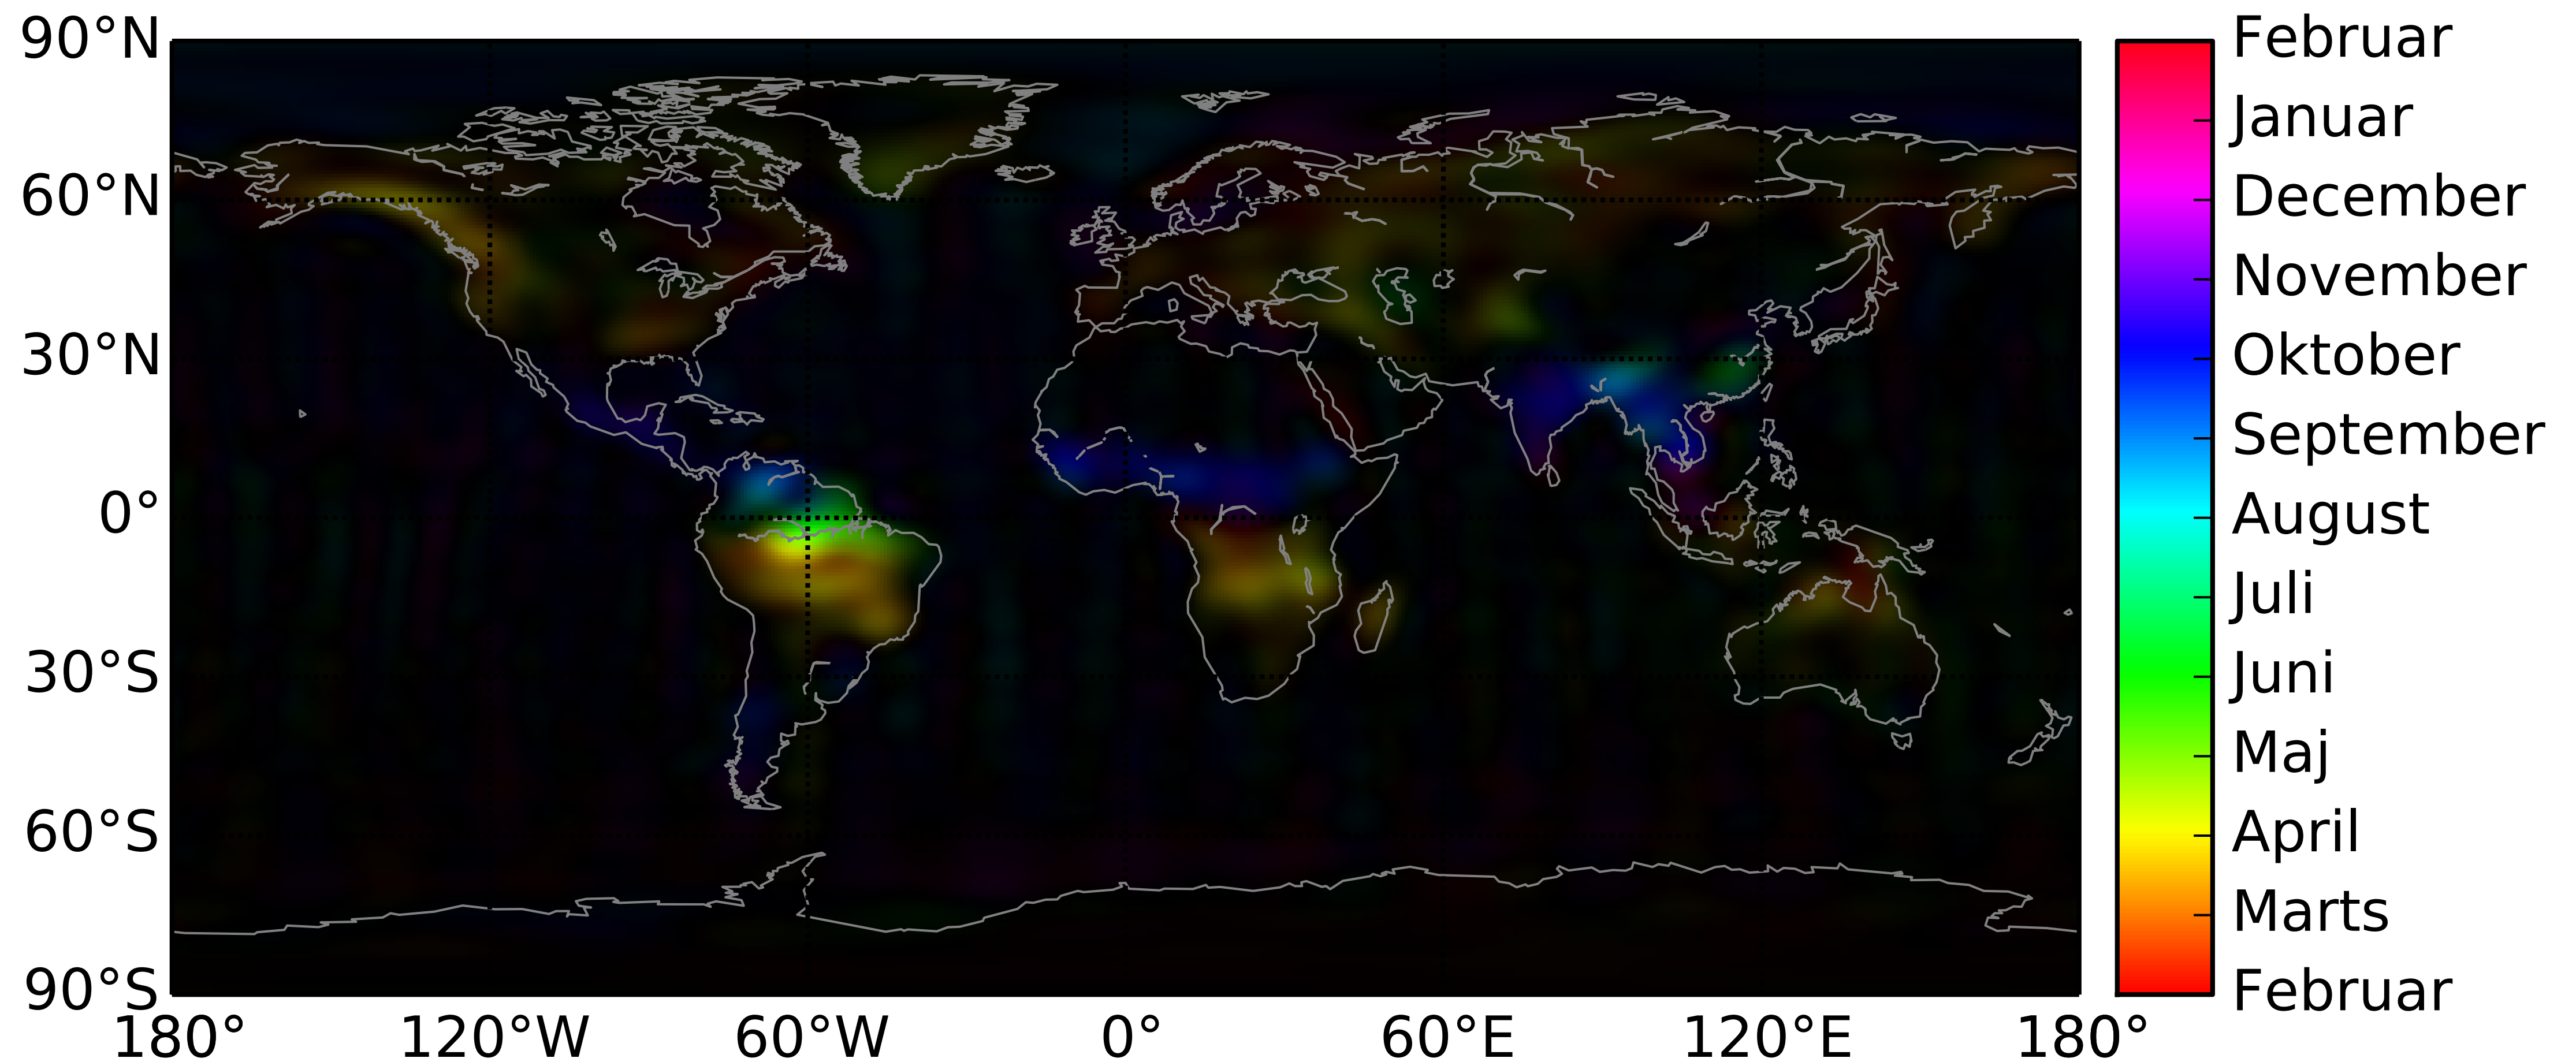 90°N
60°N
30°N
0°
30°S
60°S
90°S
180°
120°W
60°W
0°
60°E
120°E
180°
Februar
Januar
December
November
Oktober
September
August
Juli
Juni
Maj
April
Marts
Februar